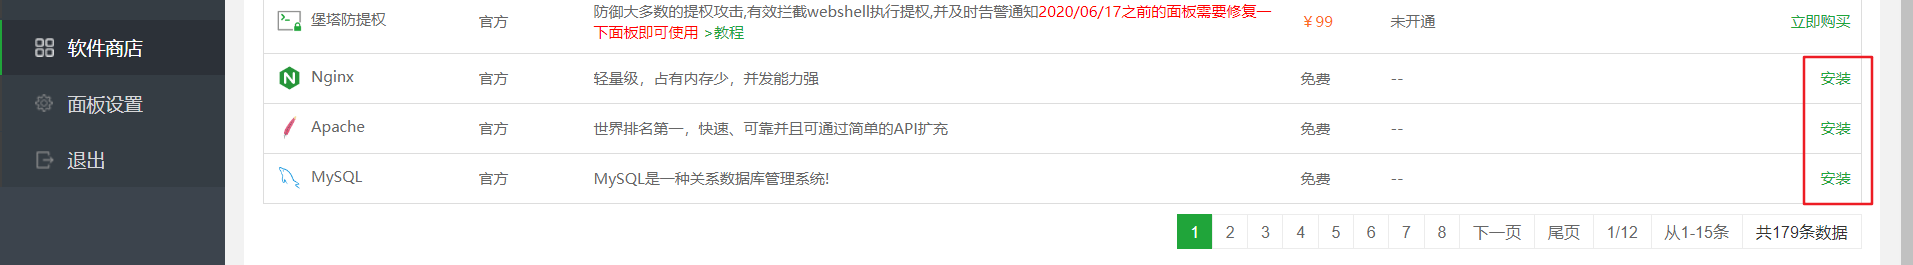 软件商店
面板设置
退出
堡塔防提权 官方 防御大多数的提权攻击,有效拦截webshell执行提权,并及时告警通知2020/06/17之前的面板需要修复一 ￥99 未开通 立即购买
下面板即可使用 >教程
Nginx 官方 轻量级，占有内存少，并发能力强 免费 -- 安装
Apache 官方 世界排名第一，快速、可靠并且可通过简单的API扩充 免费 -- 安装
MySQL 官方 MySQL是一种关系数据库管理系统! 免费 -- 安装
1 2 3 4 5 6 7 8 下一页 尾页 1/12 从1-15条 共179条数据